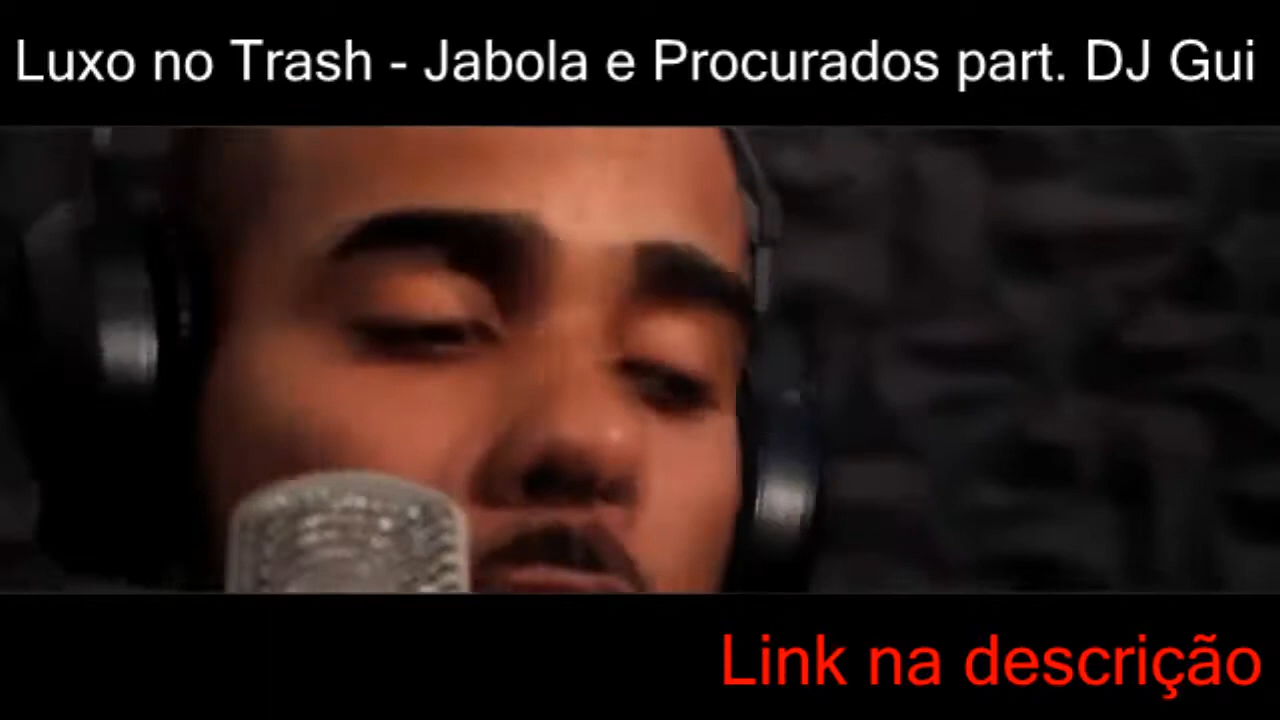 Luxo no Trash - Jabola e Procurados part. DJ Gui
Link na descrição